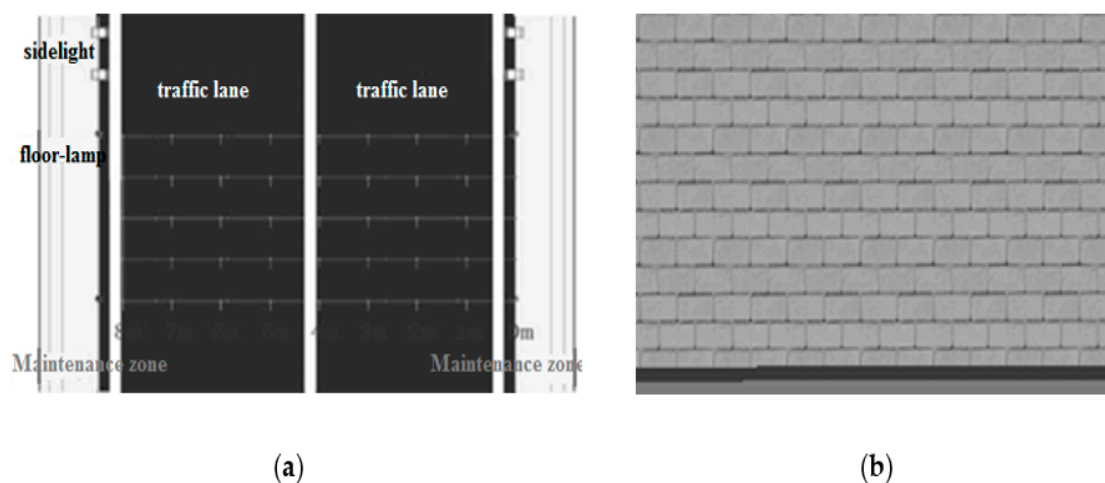 sidelight
traffic lane traffic lane
floor-lamp
8m 7m 6m 5m 4m 3m 2m 1m 0m
Maintenance zone Maintenance zone
(a) (b)